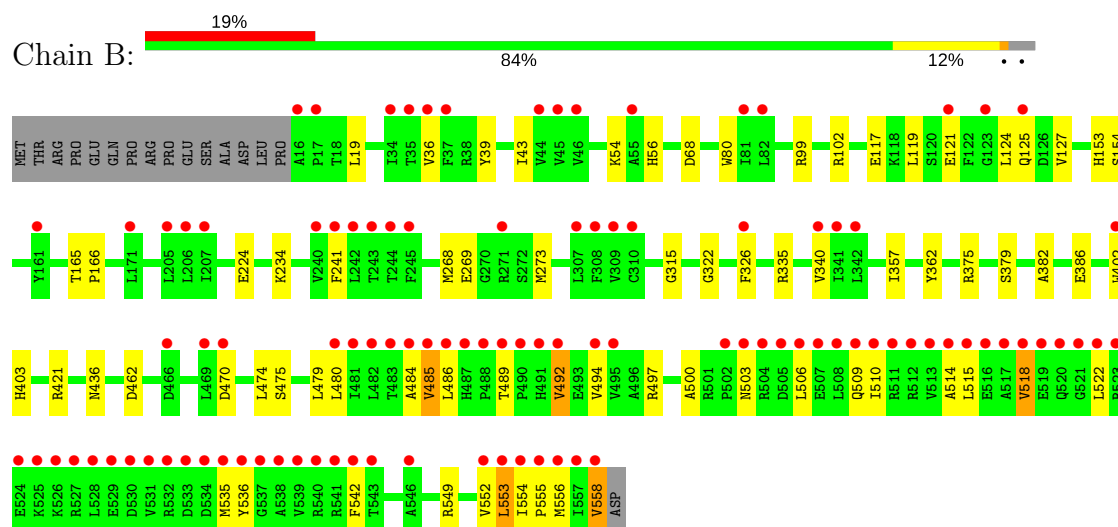 19%
Chain B:
84% 12%
MET THR ARG PRO GLU GLN PRO ARG PRO GLU SER ALA ASP LEU PRO A16 P17 T18 L19 I34 T35 V36 F37 R38 Y39 I43 V44 V45 V46 K54 A55 H56 D68 W80 I81 L82 R99 R102 E117 K118 L119 S120 E121 F122 G123 L124 Q125 D126 V127 H153 S154
Y161 T165 P166 L171 L205 L206 I207 E224 K234 V240 F241 L242 T243 T244 F245 M268 E269 G270 R271 S272 M273 L307 F308 V309 C310 G315 G322 F326 R335 V340 I341 L342 I357 Y362 R375 S379 A382 E386 W402
H403 R421 N436 D462 D466 L469 D470 L474 S475 L479 L480 I481 L482 T483 A484 V485 L486 H487 P488 T489 P490 H491 V492 E493 V494 V495 A496 R497 A500 R501 P502 N503 R504 D505 L506 E507 L508 Q509 I510 R511 R512 V513 A514 L515 E516 A517 V518 E519 Q520 G521 L522 R523
E524 K525 K526 R527 L528 E529 D530 V531 R532 D533 D534 M535 Y536 G537 A538 V539 R540 R541 F542 T543 A546 R549 V552 L553 I554 P555 M556 I557 V558 ASP